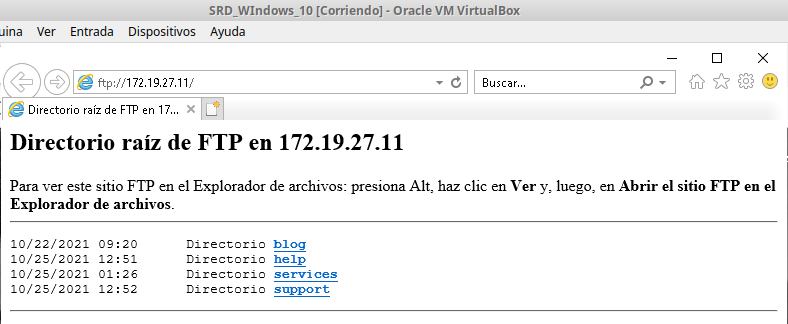 SRD_WIndows_10 [Corriendo] - Oracle VM VirtualBox
uina Ver Entrada Dispositivos Ayuda
ftp://172.19.27.11/ Buscar...
Directorio raíz de FTP en 17...
Directorio raíz de FTP en 172.19.27.11
Para ver este sitio FTP en el Explorador de archivos: presiona Alt, haz clic en Ver y, luego, en Abrir el sitio FTP en el
Explorador de archivos.
10/22/2021 09:20 Directorio blog
10/25/2021 12:51 Directorio help
10/25/2021 01:26 Directorio services
10/25/2021 12:52 Directorio support